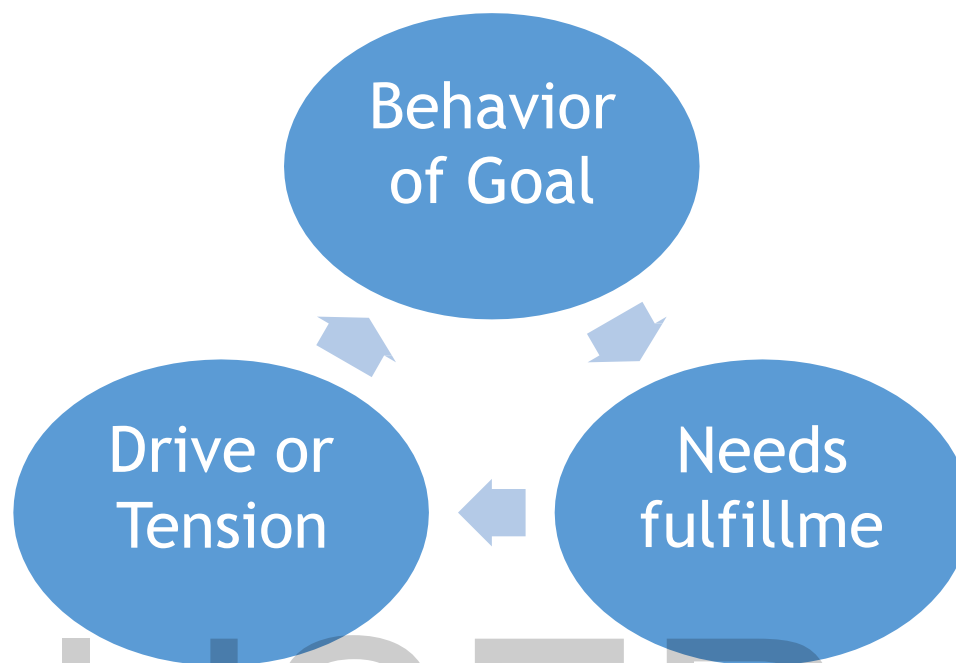 Behavior
of Goal
Drive or
Tension
Needs
fulfillme